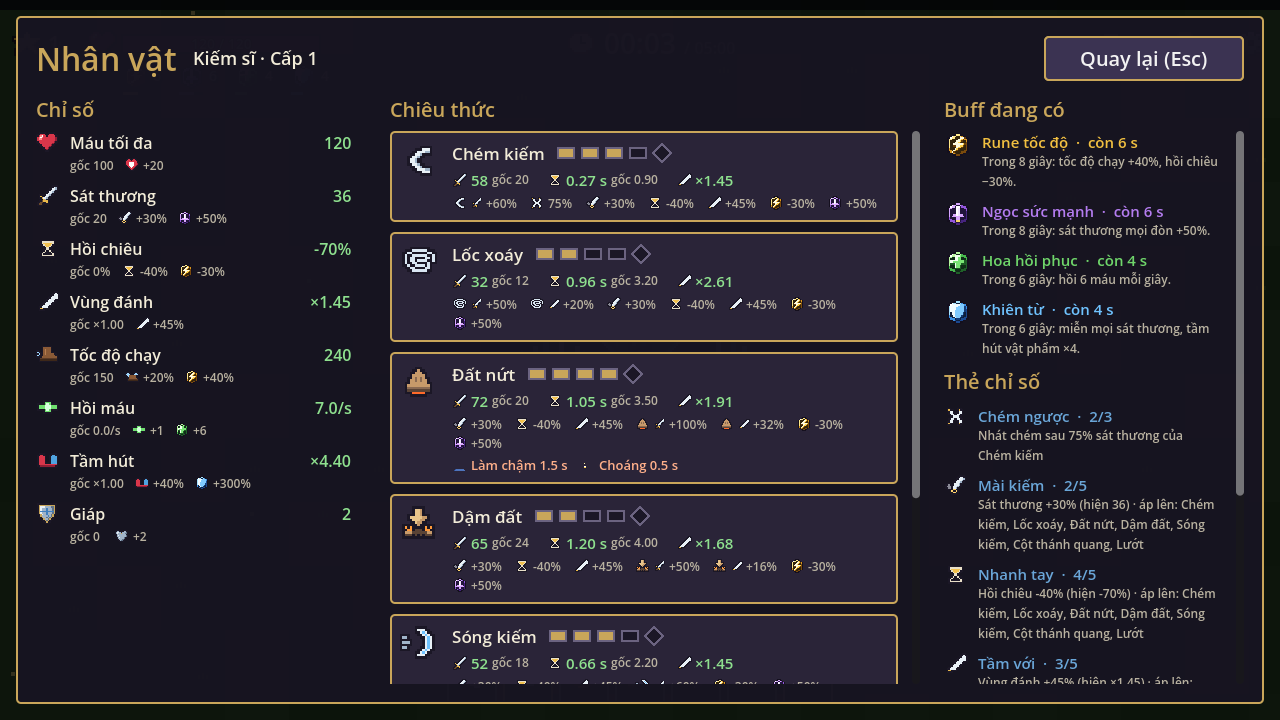 Nhân vật
Kiếm sĩ · Cấp 1
Quay lại (Esc)
Chỉ số
Máu tối đa 120
gốc 100 +20
Sát thương 36
gốc 20 +30% +50%
Hồi chiêu -70%
gốc 0% -40% -30%
Vùng đánh ×1.45
gốc ×1.00 +45%
Tốc độ chạy 240
gốc 150 +20% +40%
Hồi máu 7.0/s
gốc 0.0/s +1 +6
Tầm hút ×4.40
gốc ×1.00 +40% +300%
Giáp 2
gốc 0 +2
Chiêu thức
Chém kiếm
58 gốc 20 0.27 s gốc 0.90 ×1.45
+60% 75% +30% -40% +45% -30% +50%
Lốc xoáy
32 gốc 12 0.96 s gốc 3.20 ×2.61
+50% +20% +30% -40% +45% -30%
+50%
Đất nứt
72 gốc 20 1.05 s gốc 3.50 ×1.91
+30% -40% +45% +100% +32% -30%
+50%
Làm chậm 1.5 s Choáng 0.5 s
Dậm đất
65 gốc 24 1.20 s gốc 4.00 ×1.68
+30% -40% +45% +50% +16% -30%
+50%
Sóng kiếm
52 gốc 18 0.66 s gốc 2.20 ×1.45
Buff đang có
Rune tốc độ · còn 6 s
Trong 8 giây: tốc độ chạy +40%, hồi chiêu
−30%.
Ngọc sức mạnh · còn 6 s
Trong 8 giây: sát thương mọi đòn +50%.
Hoa hồi phục · còn 4 s
Trong 6 giây: hồi 6 máu mỗi giây.
Khiên từ · còn 4 s
Trong 6 giây: miễn mọi sát thương, tầm
hút vật phẩm ×4.
Thẻ chỉ số
Chém ngược · 2/3
Nhát chém sau 75% sát thương của
Chém kiếm
Mài kiếm · 2/5
Sát thương +30% (hiện 36) · áp lên: Chém
kiếm, Lốc xoáy, Đất nứt, Dậm đất, Sóng
kiếm, Cột thánh quang, Lướt
Nhanh tay · 4/5
Hồi chiêu -40% (hiện -70%) · áp lên: Chém
kiếm, Lốc xoáy, Đất nứt, Dậm đất, Sóng
kiếm, Cột thánh quang, Lướt
Tầm với · 3/5
Vùng đánh +45% (hiện ×1.45) · áp lên: